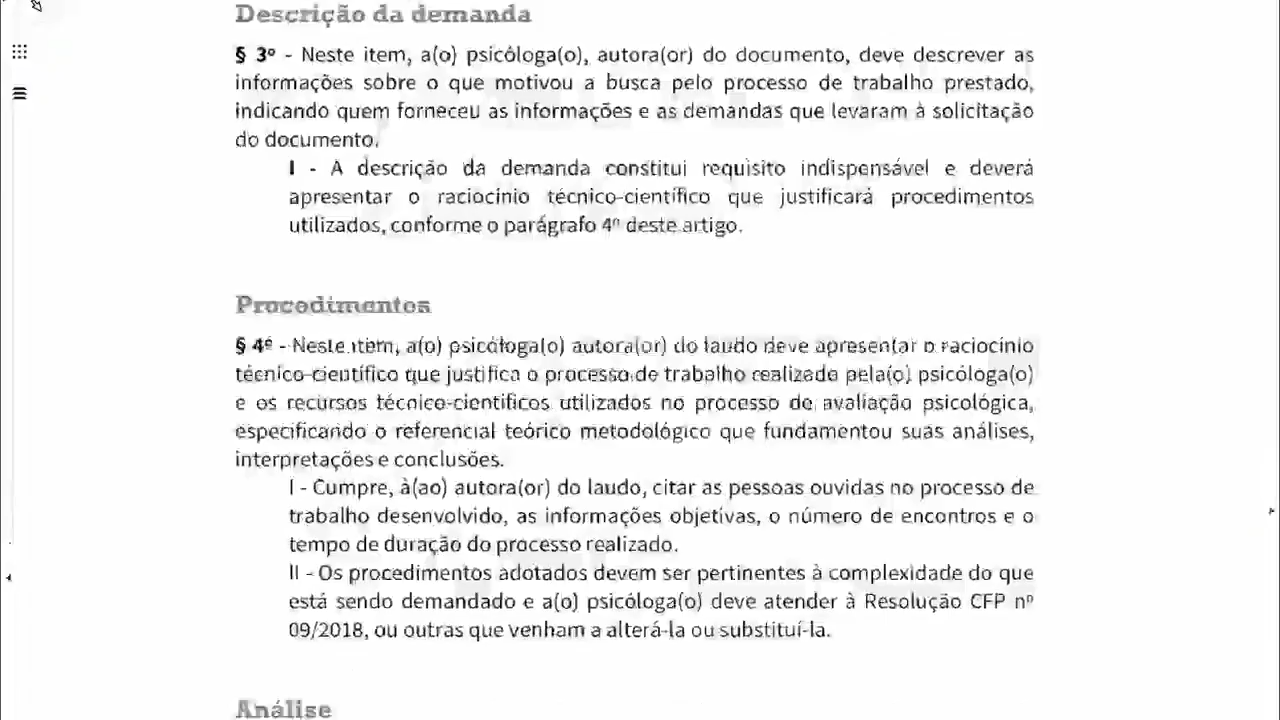 Descrição da demanda
§ 3º - Neste item, a(o) psicóloga(o), autora(or) do documento, deve descrever as
informações sobre o que motivou a busca pelo processo de trabalho prestado,
indicando quem forneceu as informações e as demandas que levaram à solicitação
do documento.
I - A descrição da demanda constitui requisito indispensável e deverá
apresentar o raciocínio técnico-científico que justificará procedimentos
utilizados, conforme o parágrafo 4º deste artigo.
Procedimentos
§ 4º - Neste item, a(o) psicóloga(o) autora(or) do laudo deve apresentar o raciocínio
técnico-científico que justifica o processo de trabalho realizado pela(o) psicóloga(o)
e os recursos técnico-científicos utilizados no processo de avaliação psicológica,
especificando o referencial teórico metodológico que fundamentou suas análises,
interpretações e conclusões.
I - Cumpre, à(ao) autora(or) do laudo, citar as pessoas ouvidas no processo de
trabalho desenvolvido, as informações objetivas, o número de encontros e o
tempo de duração do processo realizado.
II - Os procedimentos adotados devem ser pertinentes à complexidade do que
está sendo demandado e a(o) psicóloga(o) deve atender à Resolução CFP nº
09/2018, ou outras que venham a alterá-la ou substituí-la.
Análise